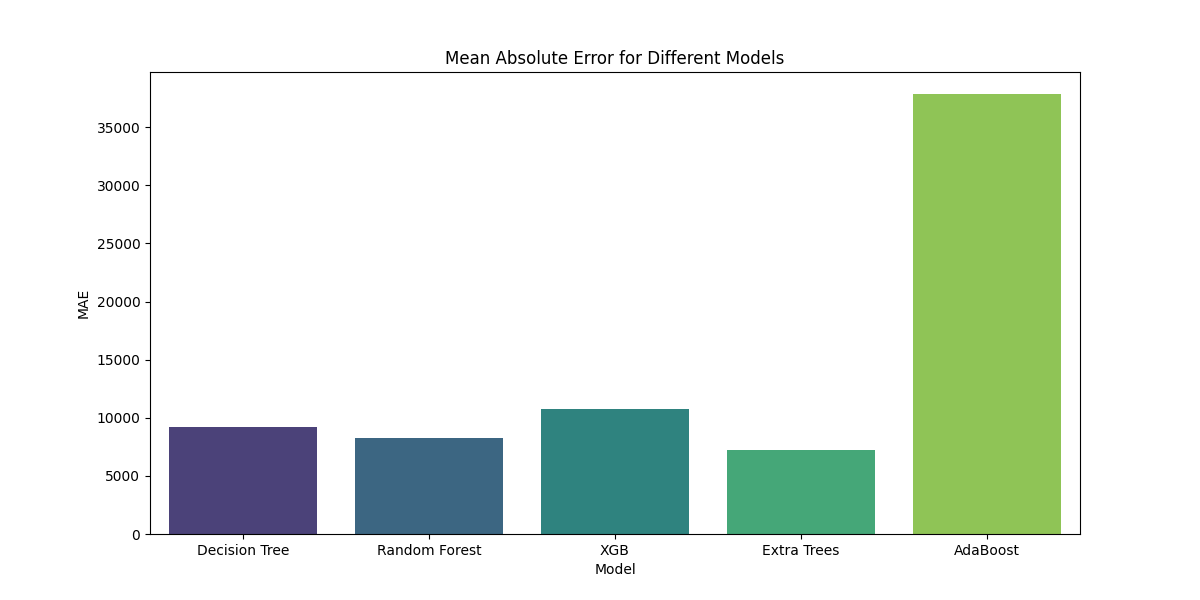 Mean Absolute Error for Different Models
MAE
35000
30000
25000
20000
15000
10000
5000
0
Decision Tree
Random Forest
XGB
Extra Trees
AdaBoost
Model